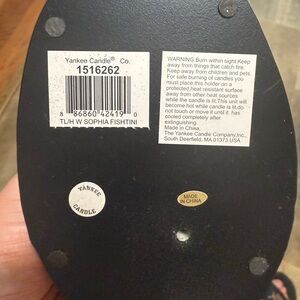 Yankee Candle® Co.
1516262
8 86860 42419 0
TL/H W SOPHIA FISHTINI
WARNING.Burn within sight.Keep
away from things that catch fire.
Keep away from children and pets.
For safe burning of candles you
must place this holder on a
protected,heat resistant surface
away from other heat sources
while the candle is lit.This unit will
become hot while candle is lit,do
not touch or move it until it has
cooled completely after
extinguishing.
Made in China,
The Yankee Candle Company,Inc.,
South Deerfield, MA 01373 USA
YANKEE
CANDLE
MADE
IN CHINA